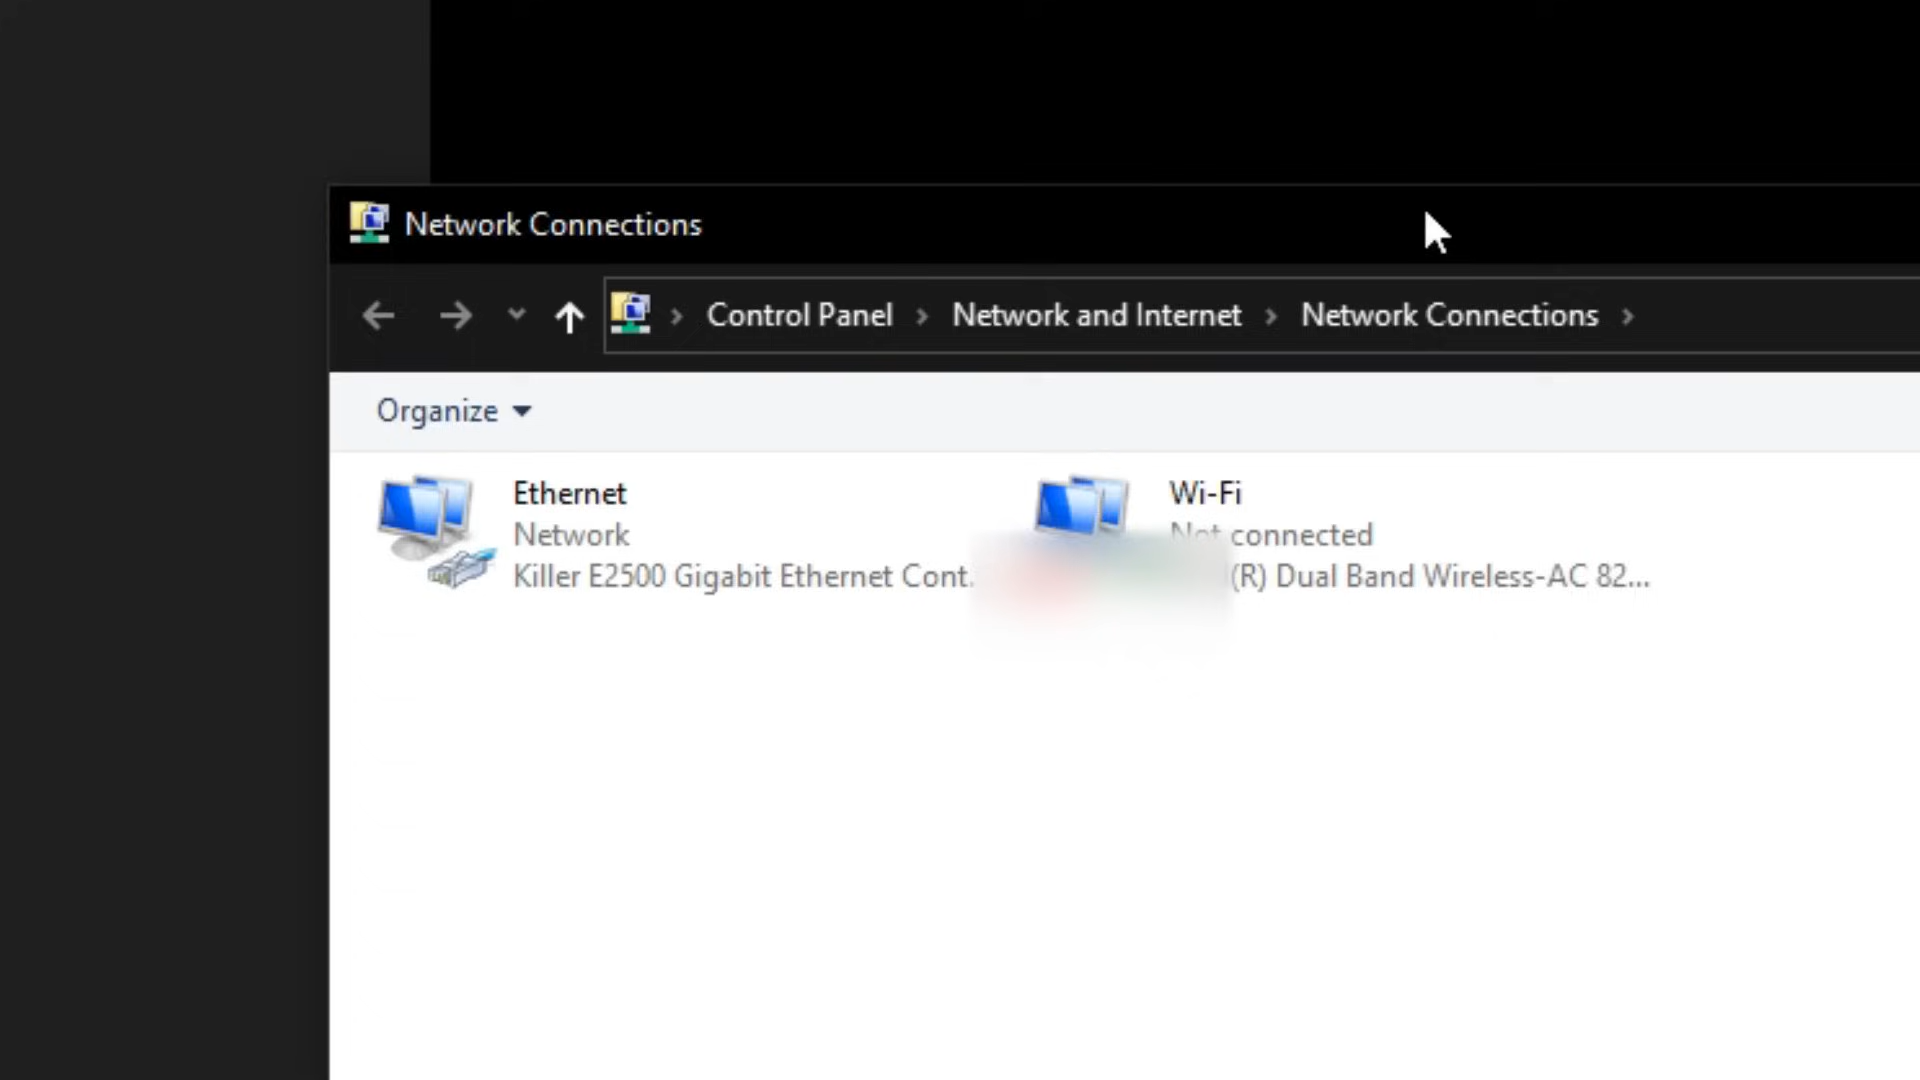 Network Connections
Control Panel > Network and Internet > Network Connections >
Organize
Ethernet
Network
Killer E2500 Gigabit Ethernet Cont.
Wi-Fi
Not connected
(R) Dual Band Wireless-AC 82...